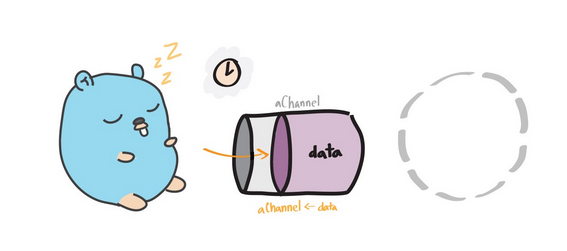 z z z
aChannel
data
aChannel <- data